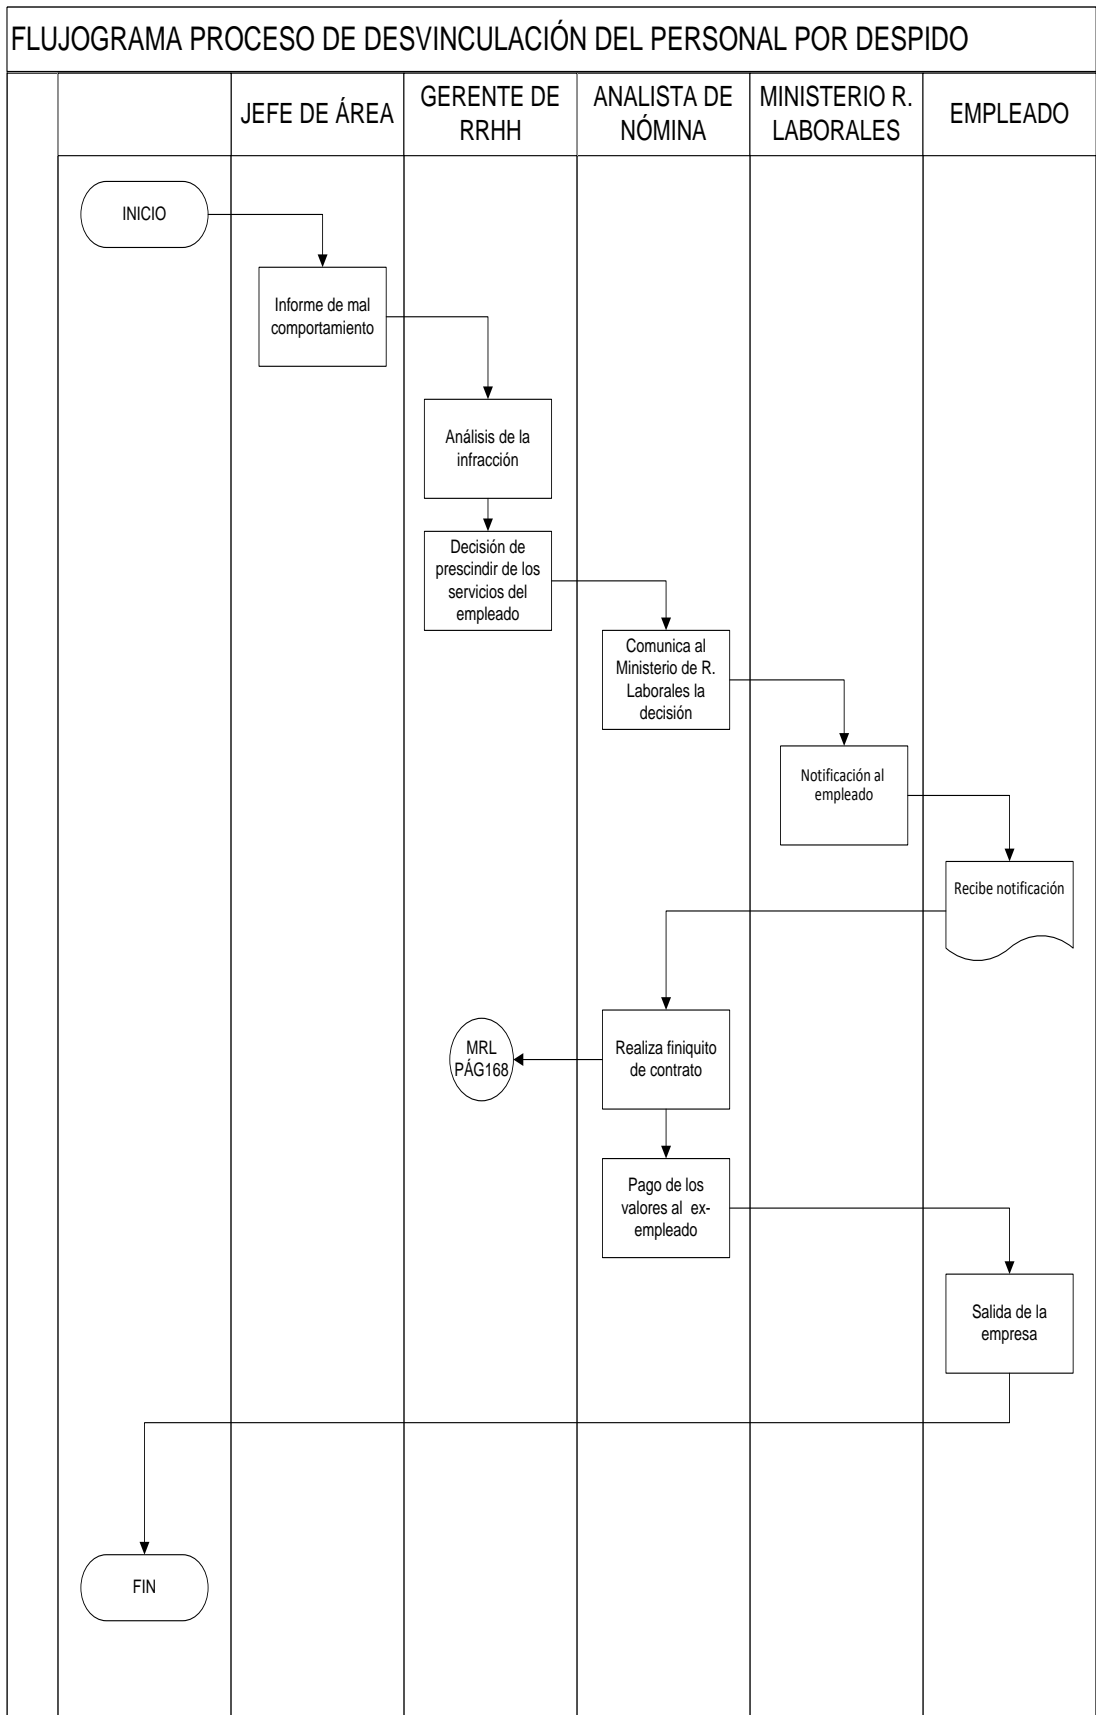 FLUJOGRAMA PROCESO DE DESVINCULACIÓN DEL PERSONAL POR DESPIDO
JEFE DE ÁREA
GERENTE DE
RRHH
ANALISTA DE
NÓMINA
MINISTERIO R.
LABORALES
EMPLEADO
INICIO
Informe de mal
comportamiento
Análisis de la
infracción
Decisión de
prescindir de los
servicios del
empleado
Comunica al
Ministerio de R.
Laborales la
decisión
Notificación al
empleado
Recibe notificación
MRL
PÁG168
Realiza finiquito
de contrato
Pago de los
valores al ex-
empleado
Salida de la
empresa
FIN